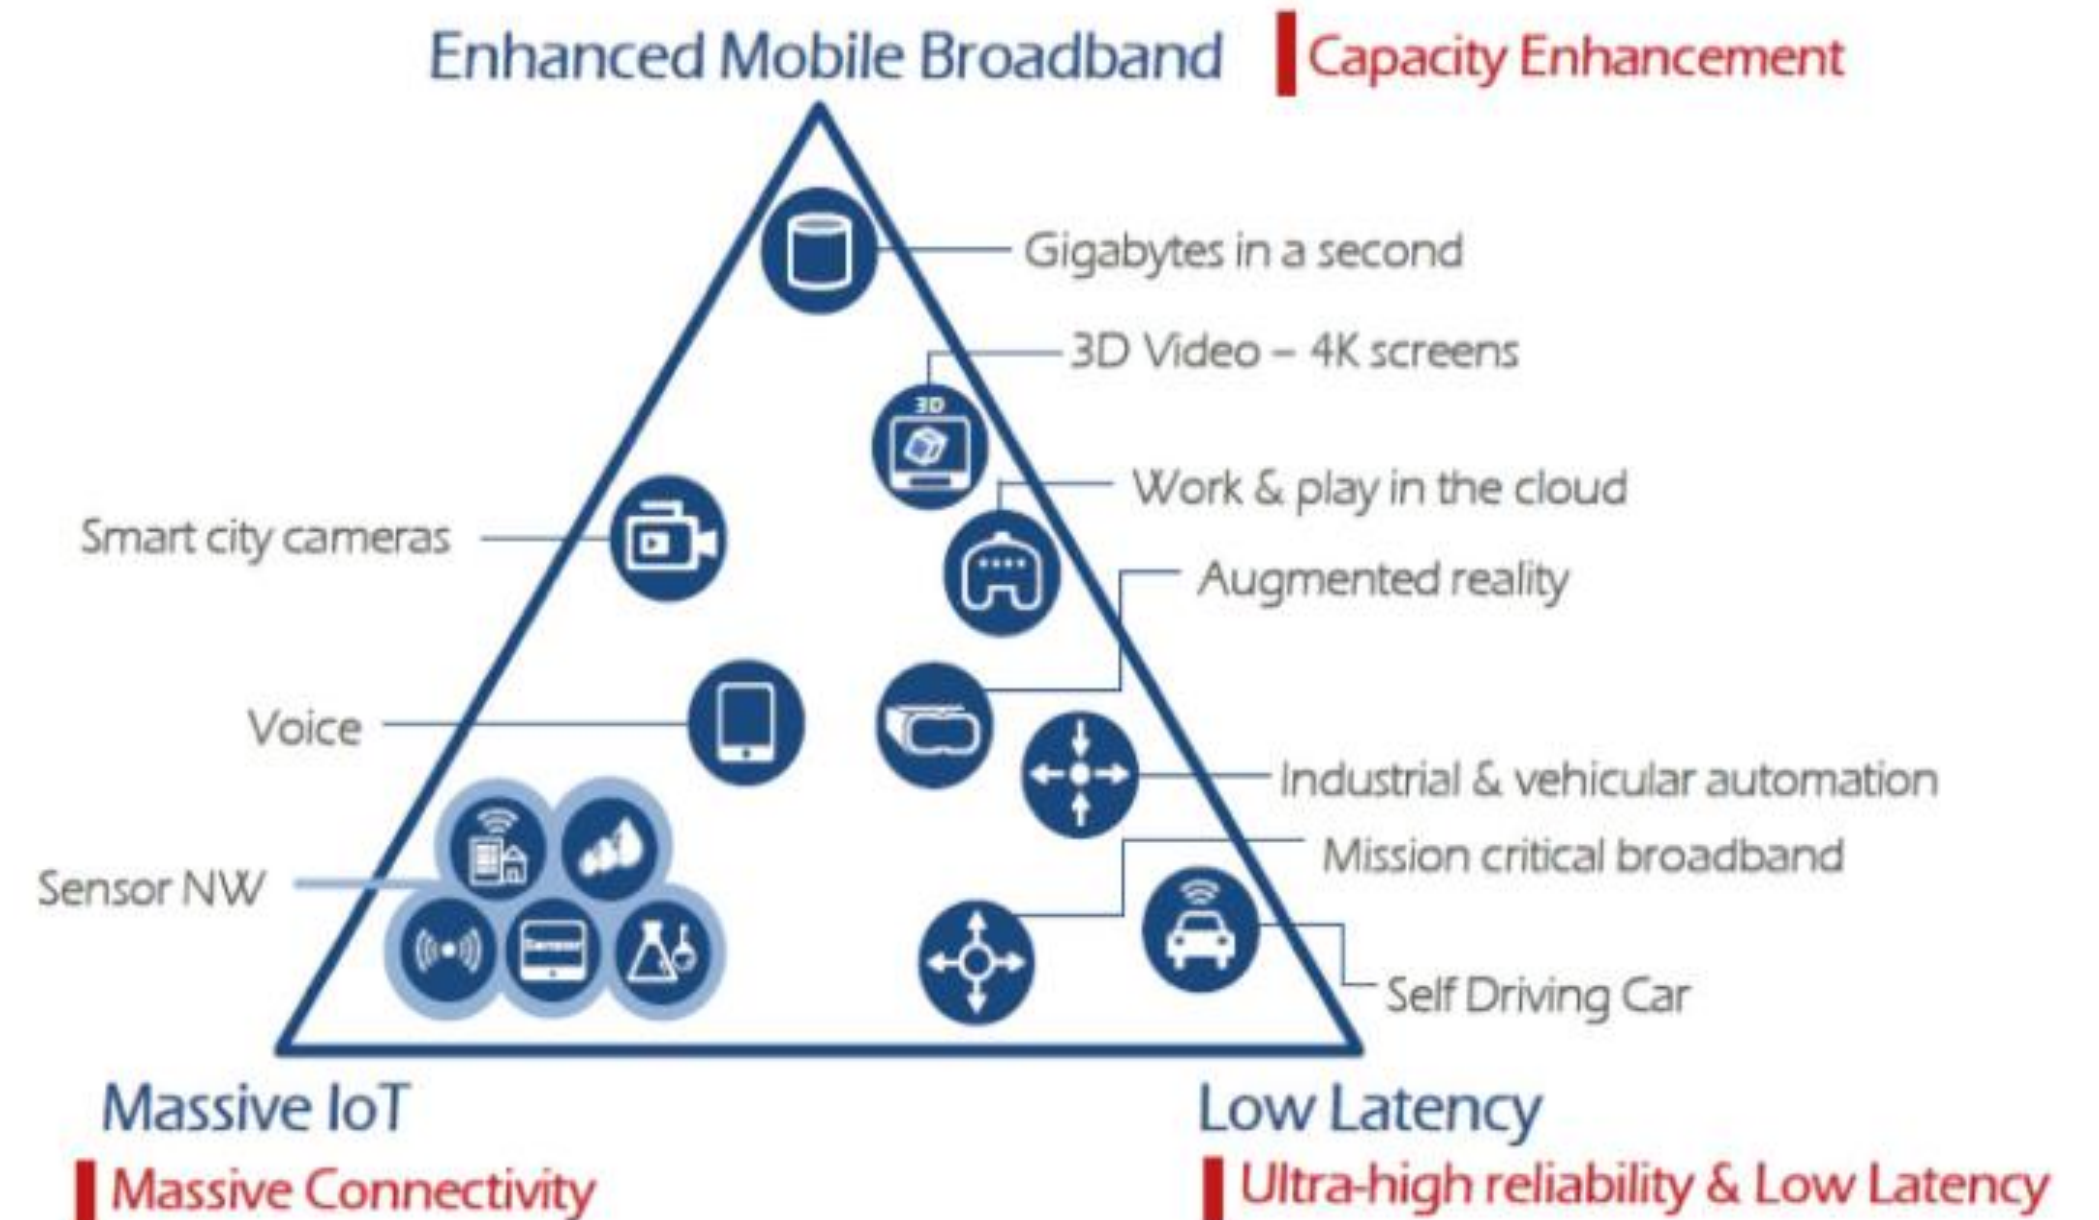 Enhanced Mobile Broadband
Capacity Enhancement
Gigabytes in a second
3D Video – 4K screens
3D
Work & play in the cloud
Smart city cameras
Augmented reality
Voice
Industrial & vehicular automation
Mission critical broadband
Sensor NW
Sensor
Self Driving Car
Massive IoT
Low Latency
Massive Connectivity
Ultra-high reliability & Low Latency